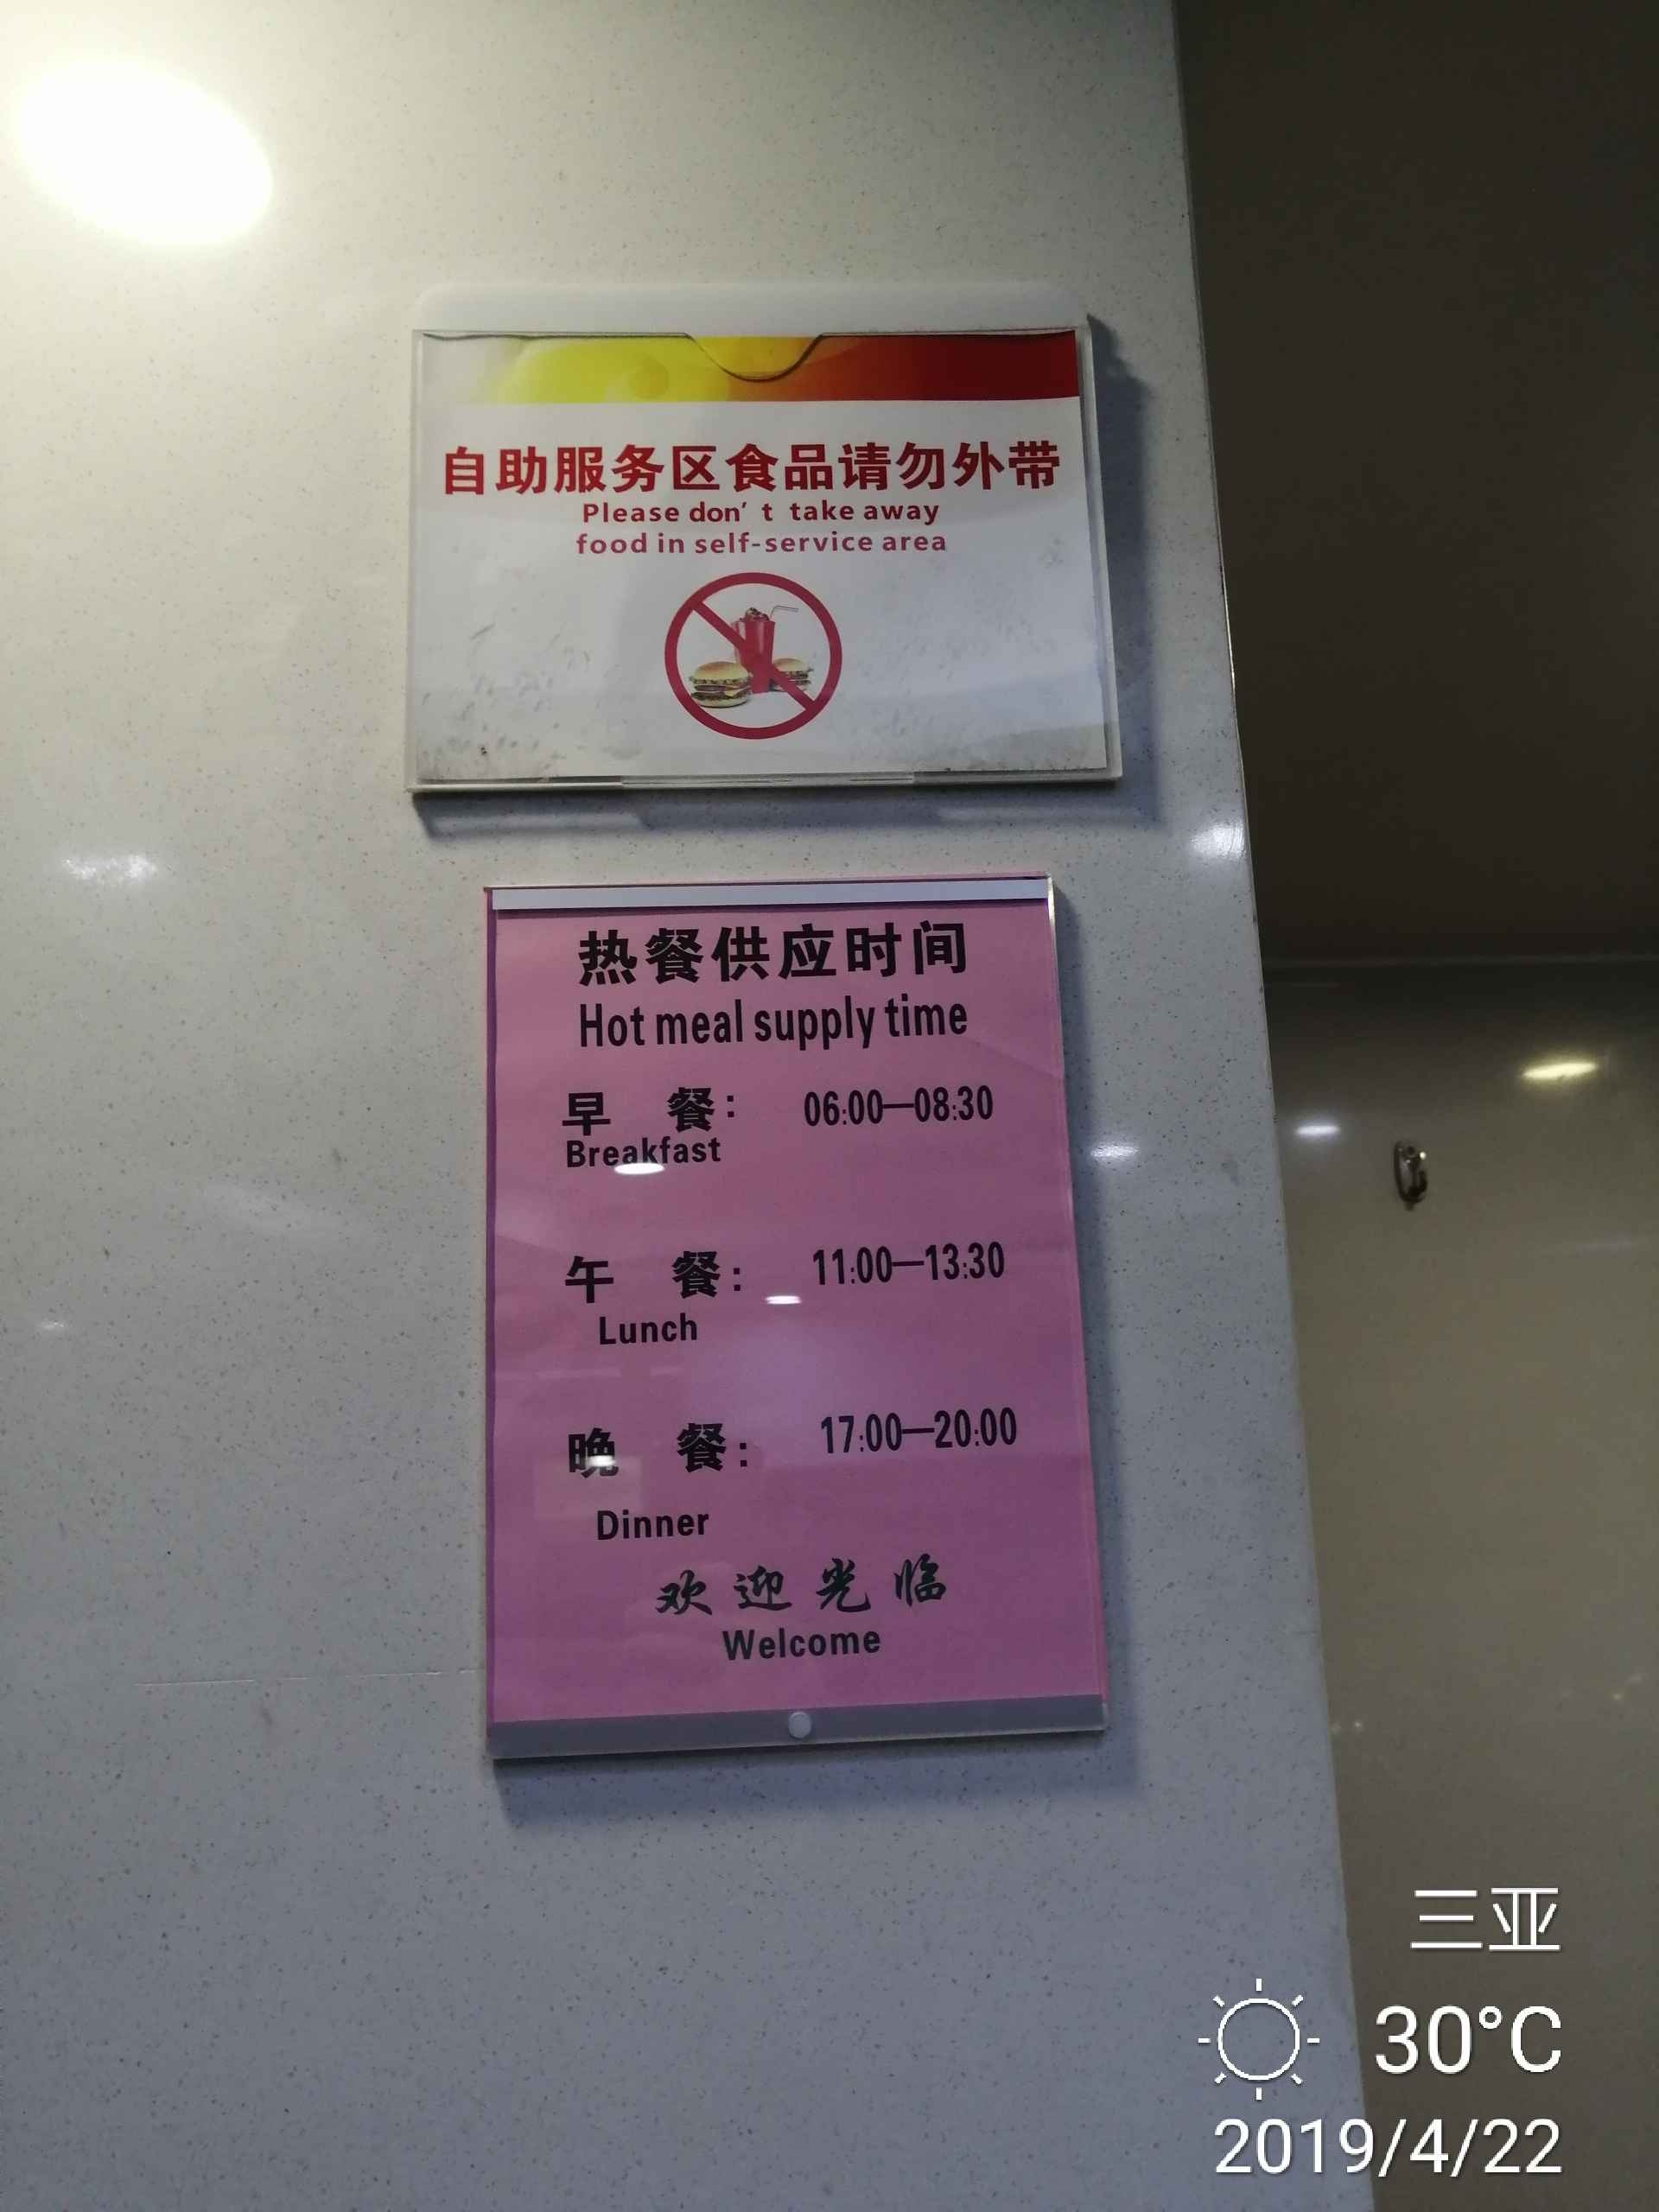 自助服务区食品请勿外带
Please don't take away
food in self-service area
热餐供应时间
Hot meal supply time
早 餐： 06:00—08:30
Breakfast
午 餐： 11:00—13:30
Lunch
晚 餐： 17:00—20:00
Dinner
欢迎光临
Welcome
三亚
30°C
2019/4/22